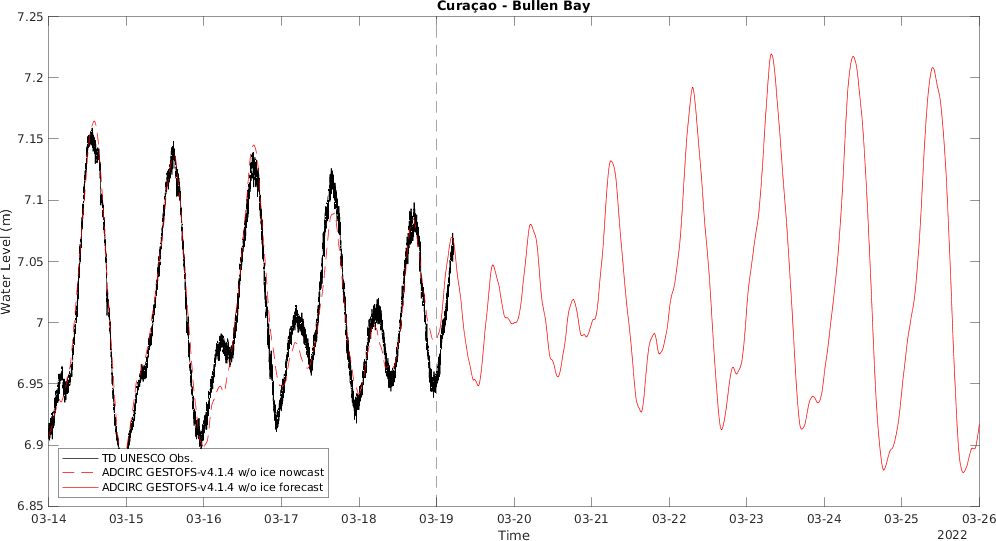 Curaçao - Bullen Bay
7.25
7.2
7.15
7.1
7.05
7
6.95
6.9
6.85
Water Level (m)
TD UNESCO Obs.
ADCIRC GESTOFS-v4.1.4 w/o ice nowcast
ADCIRC GESTOFS-v4.1.4 w/o ice forecast
03-14 03-15 03-16 03-17 03-18 03-19 03-20 03-21 03-22 03-23 03-24 03-25 03-26
Time
2022